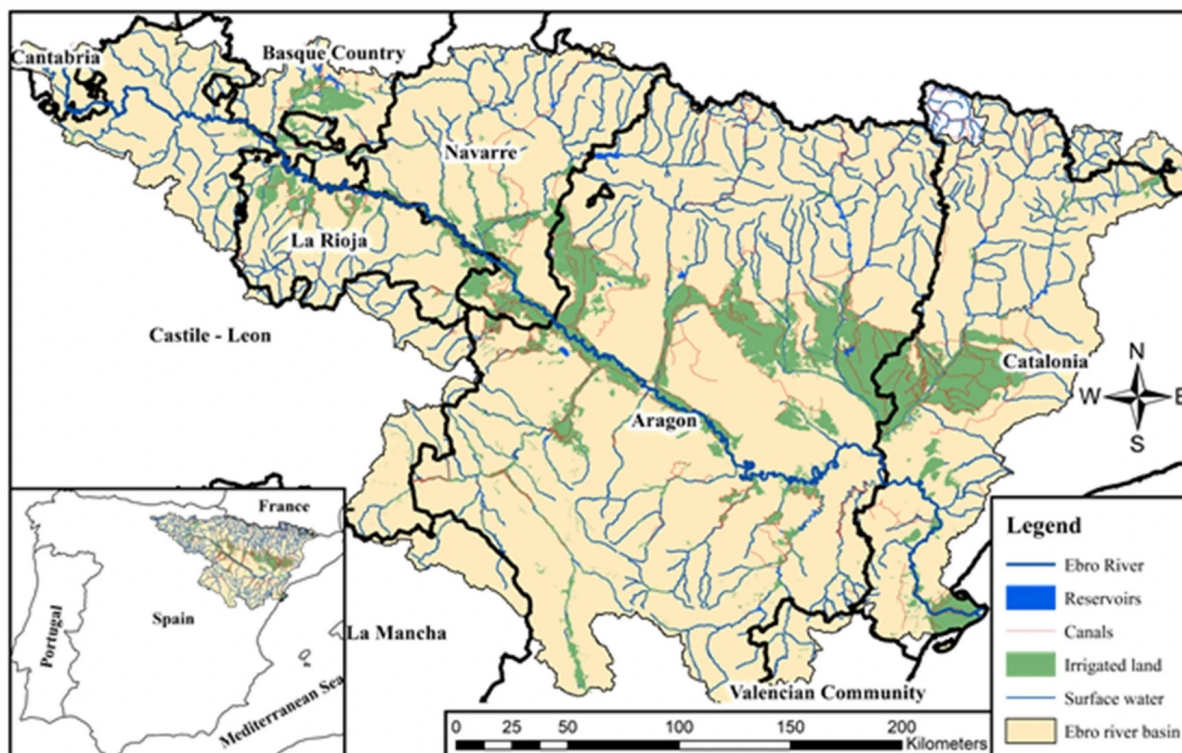 Cantabria
Basque Country
Navarre
La Rioja
Castile - Leon
Aragon
Catalonia
N
W E
S
La Mancha
Valencian Community
France
Spain
Portugal
Mediterranean Sea
Legend
Ebro River
Reservoirs
Canals
Irrigated land
Surface water
Ebro river basin
0 25 50 100 150 200
Kilometers